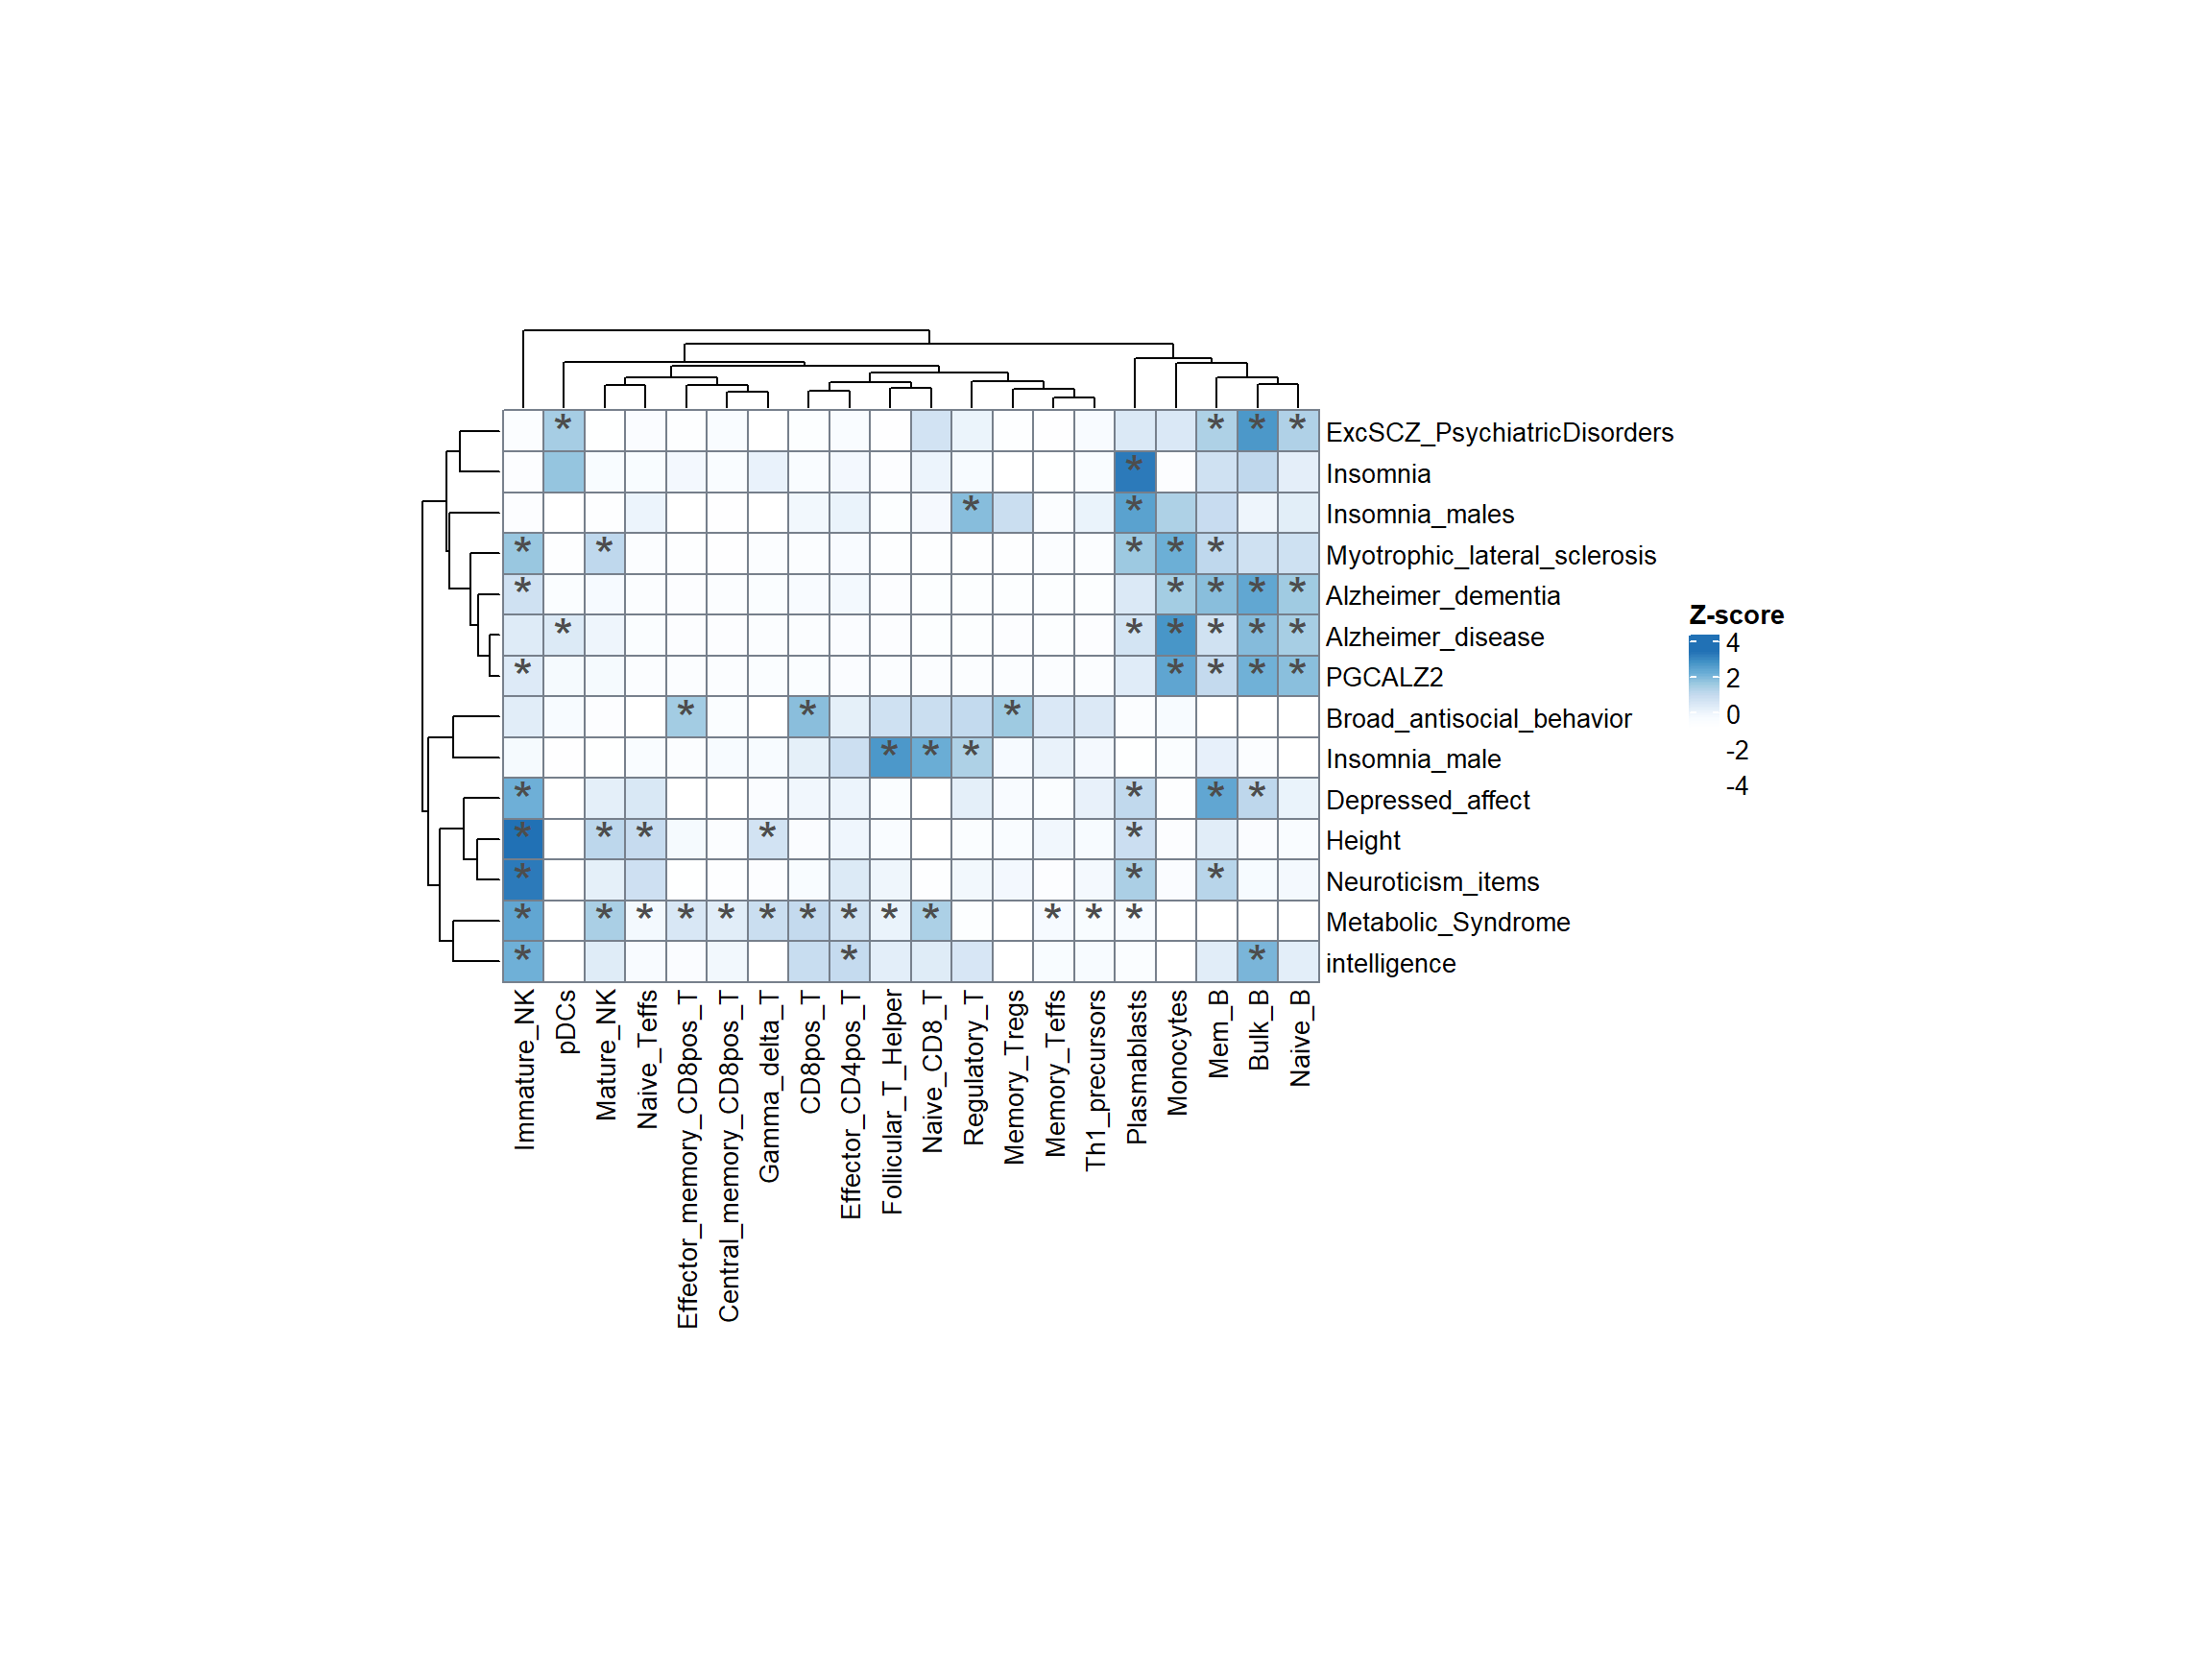 ExcSCZ_PsychiatricDisorders
Insomnia
Insomnia_males
Myotrophic_lateral_sclerosis
Alzheimer_dementia
Alzheimer_disease
PGCALZ2
Broad_antisocial_behavior
Insomnia_male
Depressed_affect
Height
Neuroticism_items
Metabolic_Syndrome
intelligence
Z-score
4
2
0
-2
-4
Immature_NK
pDCs
Mature_NK
Naive_Teffs
Effector_memory_CD8pos_T
Central_memory_CD8pos_T
Gamma_delta_T
CD8pos_T
Effector_CD4pos_T
Follicular_T_Helper
Naive_CD8_T
Regulatory_T
Memory_Tregs
Memory_Teffs
Th1_precursors
Plasmablasts
Monocytes
Mem_B
Bulk_B
Naive_B